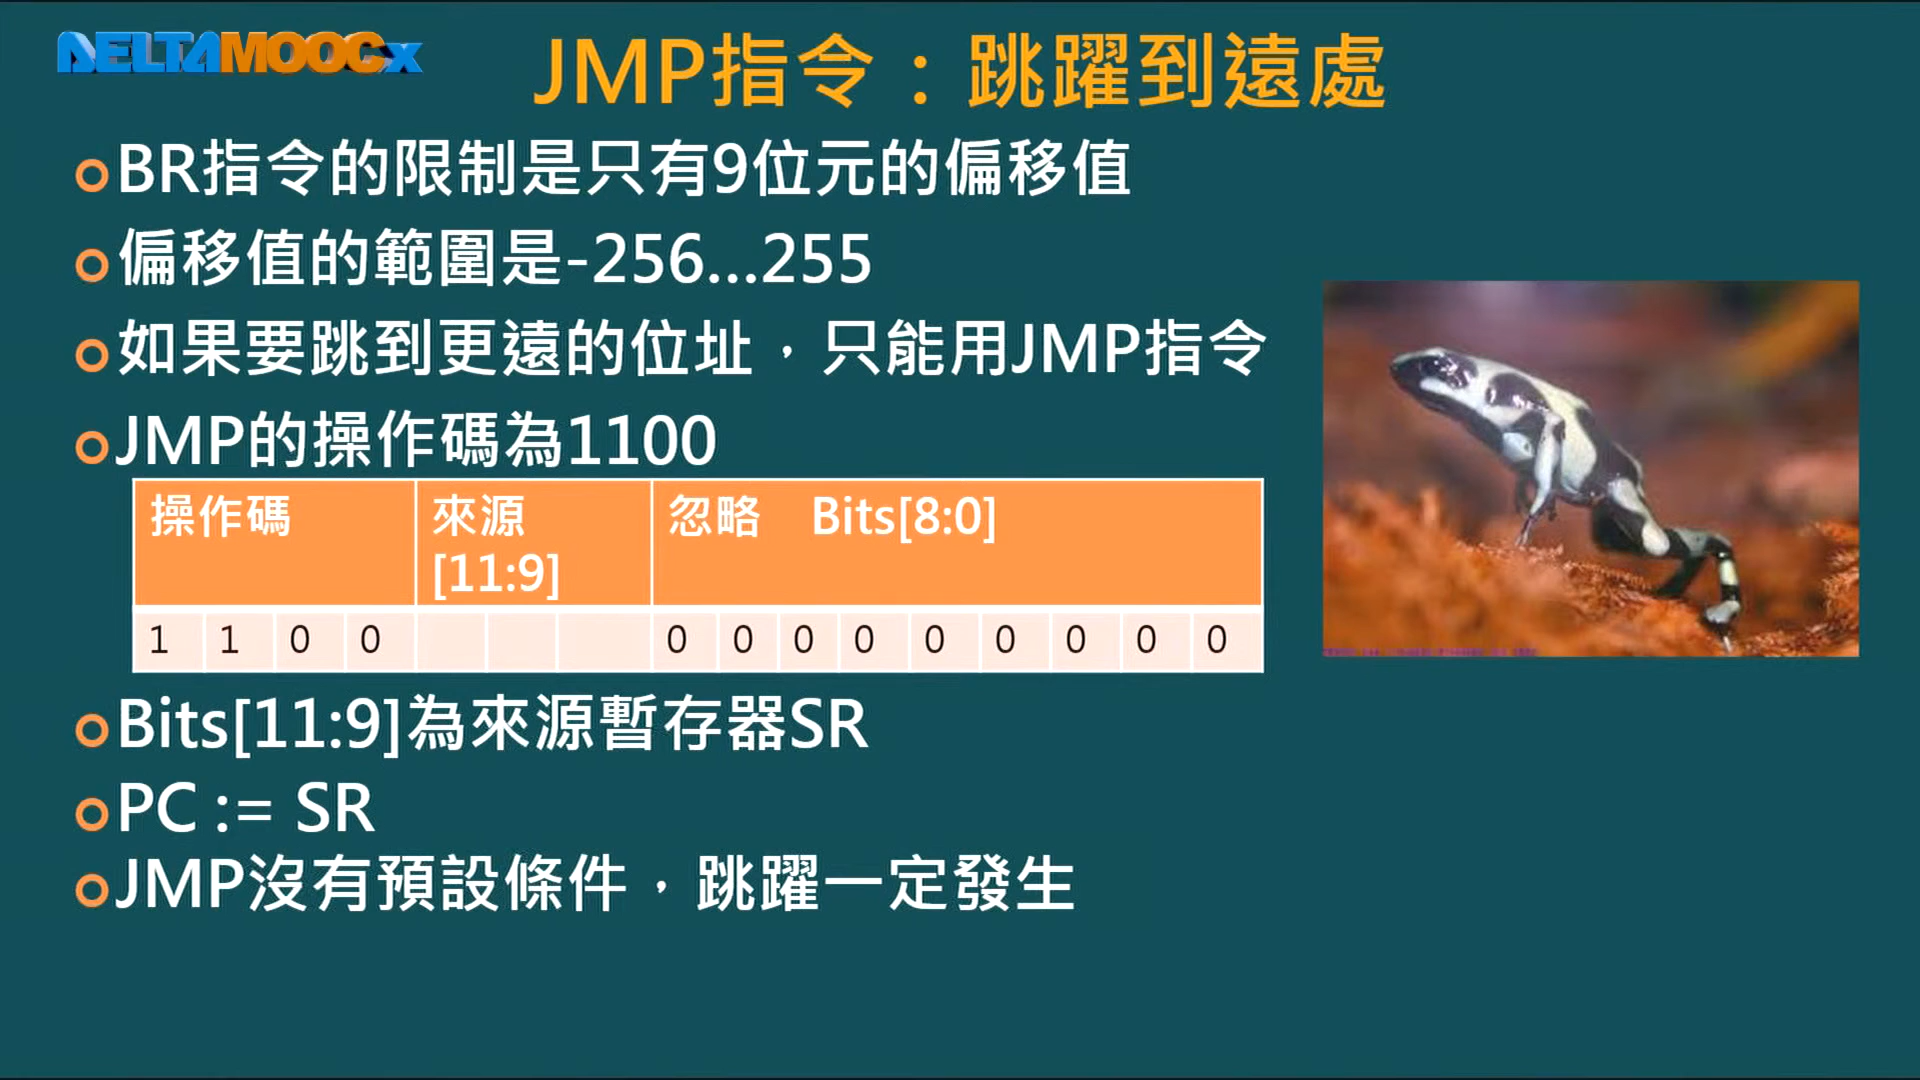 DELTAMOOCx
JMP指令：跳躍到遠處
BR指令的限制是只有9位元的偏移值
偏移值的範圍是-256...255
如果要跳到更遠的位址，只能用JMP指令
JMP的操作碼為1100
操作碼 來源 忽略 Bits[8:0]
[11:9]
1 1 0 0 0 0 0 0 0 0 0 0 0
Bits[11:9]為來源暫存器SR
PC := SR
JMP沒有預設條件，跳躍一定發生